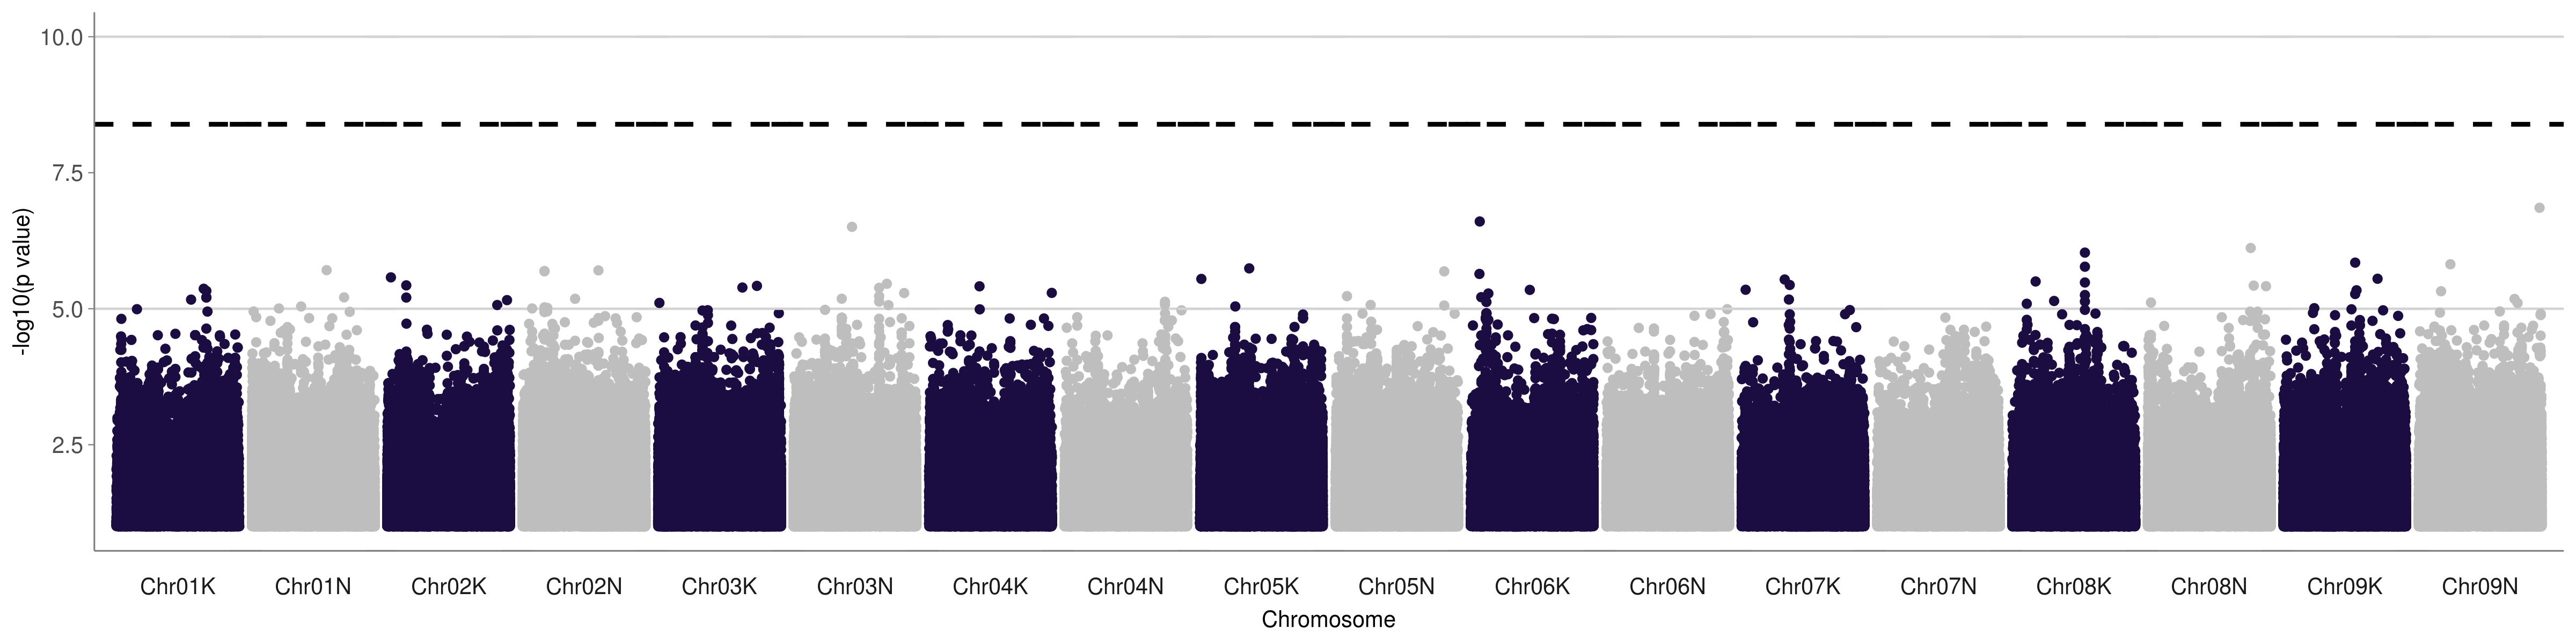 10.0
7.5
5.0
2.5
-log10(p value)
Chr01K Chr01N Chr02K Chr02N Chr03K Chr03N Chr04K Chr04N Chr05K Chr05N Chr06K Chr06N Chr07K Chr07N Chr08K Chr08N Chr09K Chr09N
Chromosome